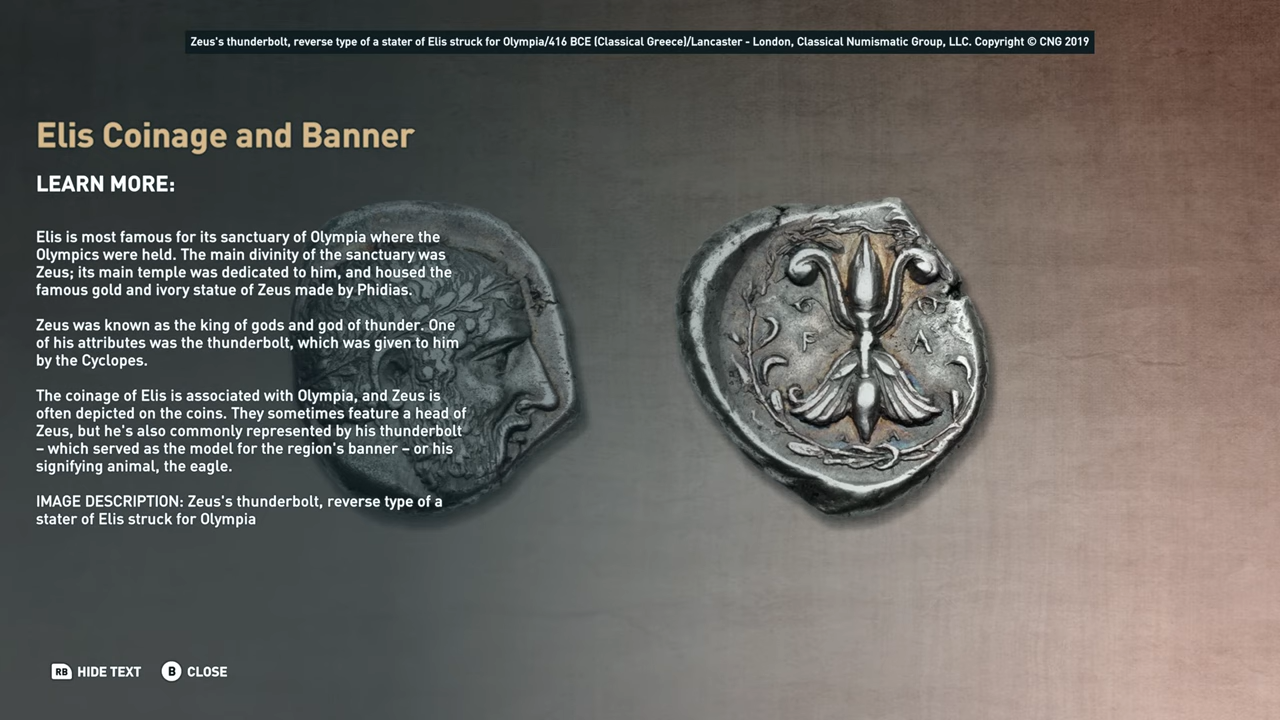 Zeus's thunderbolt, reverse type of a stater of Elis struck for Olympia/416 BCE (Classical Greece)/Lancaster - London, Classical Numismatic Group, LLC. Copyright © CNG 2019
Elis Coinage and Banner
LEARN MORE:
Elis is most famous for its sanctuary of Olympia where the
Olympics were held. The main divinity of the sanctuary was
Zeus; its main temple was dedicated to him, and housed the
famous gold and ivory statue of Zeus made by Phidias.
Zeus was known as the king of gods and god of thunder. One
of his attributes was the thunderbolt, which was given to him
by the Cyclopes.
The coinage of Elis is associated with Olympia, and Zeus is
often depicted on the coins. They sometimes feature a head of
Zeus, but he's also commonly represented by his thunderbolt
– which served as the model for the region's banner – or his
signifying animal, the eagle.
IMAGE DESCRIPTION: Zeus's thunderbolt, reverse type of a
stater of Elis struck for Olympia
F A
RB HIDE TEXT B CLOSE